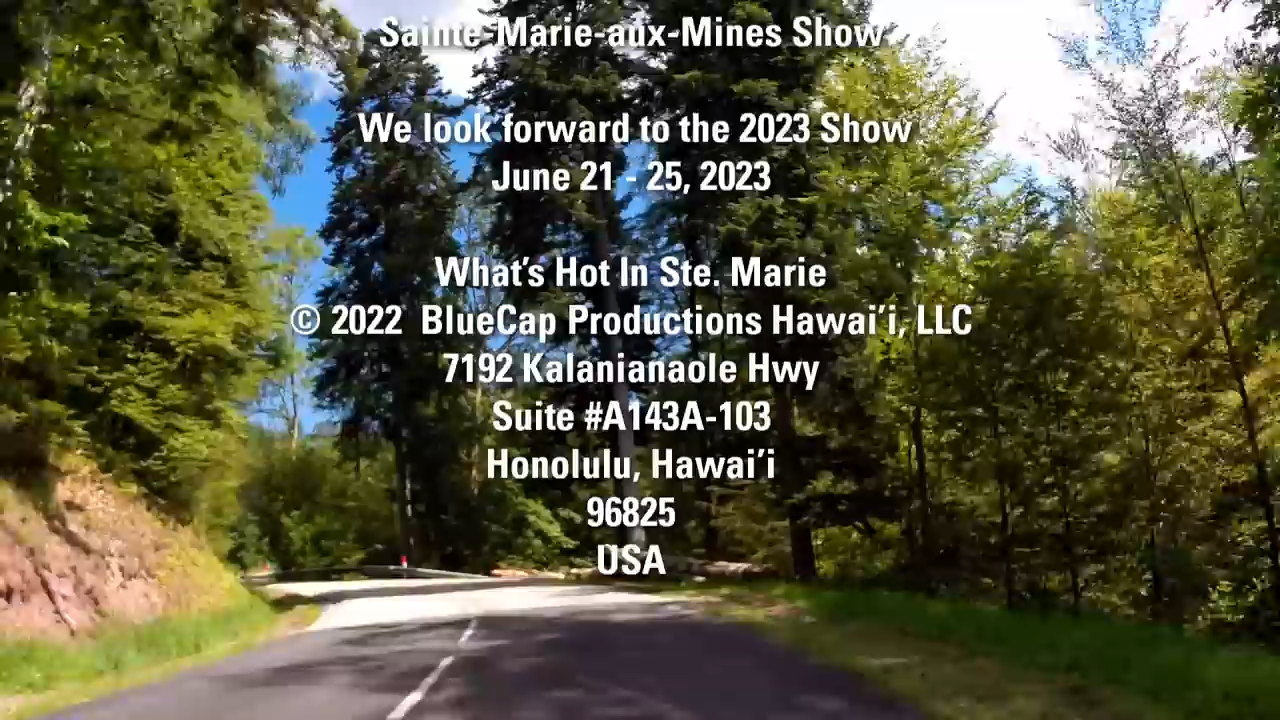 Sainte-Marie-aux-Mines Show
We look forward to the 2023 Show
June 21 - 25, 2023
What's Hot In Ste. Marie
© 2022  BlueCap Productions Hawai'i, LLC
7192 Kalanianaole Hwy
Suite #A143A-103
Honolulu, Hawai'i
96825
USA